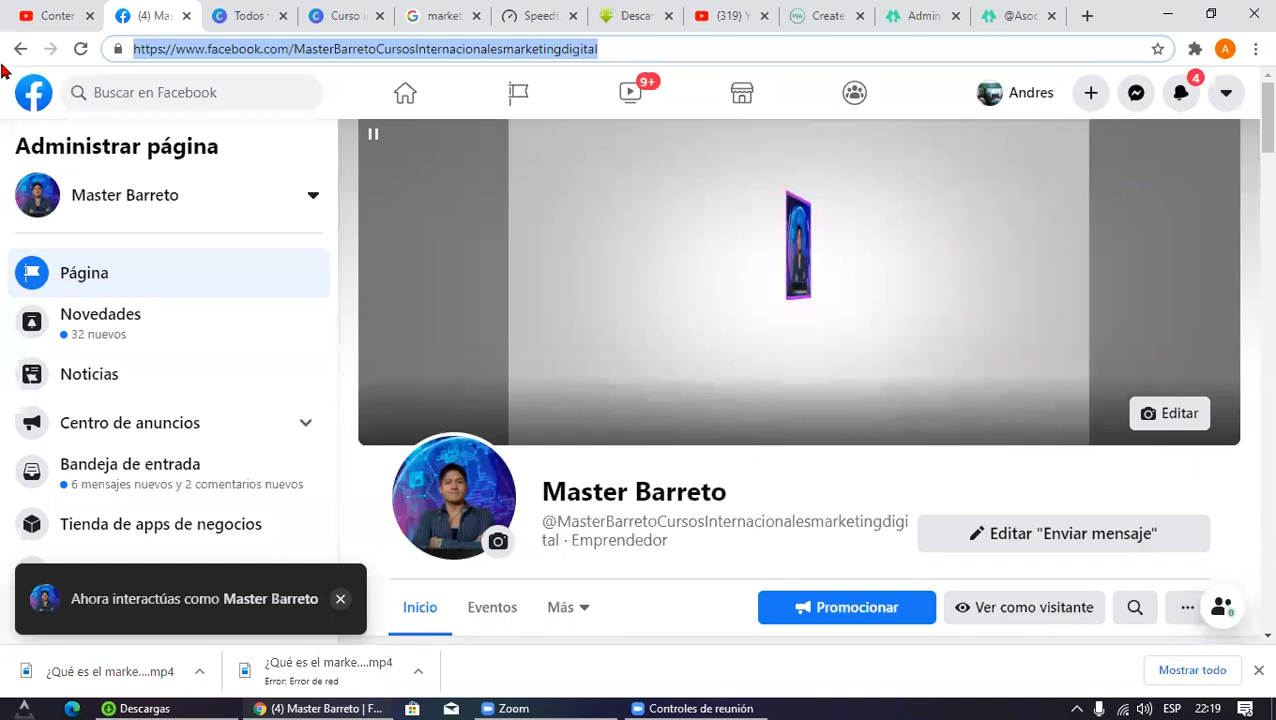 Conter
(4) Mas
Todos -
Curso i
market
SpeedT
Desca
(319)
Create
Admin
@Asoc
https://www.facebook.com/MasterBarretoCursosInternacionalesmarketingdigital
A
Buscar en Facebook
9+
Andres
4
Administrar página
Master Barreto
Página
Novedades
32 nuevos
Noticias
Centro de anuncios
Bandeja de entrada
6 mensajes nuevos y 2 comentarios nuevos
Tienda de apps de negocios
Ahora interactúas como Master Barreto
Editar
Master Barreto
@MasterBarretoCursosInternacionalesmarketingdigi
tal · Emprendedor
Editar "Enviar mensaje"
Inicio
Eventos
Más
Promocionar
Ver como visitante
0
¿Qué es el marke....mp4
¿Qué es el marke....mp4
Error: Error de red
Mostrar todo
Descargas
(4) Master Barreto | F...
Zoom
Controles de reunión
ESP
22:19